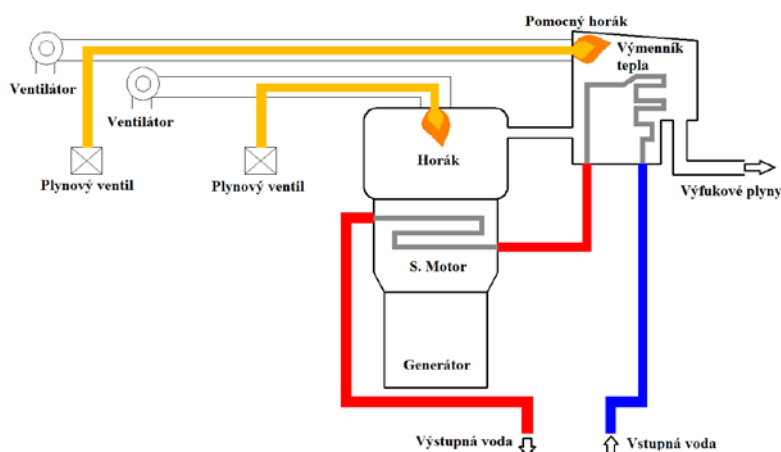 Pomocný horák
Výmenník
tepla
Ventilátor
Ventilátor
Horák
Plynový ventil
Plynový ventil
Výfukové plyny
S. Motor
Generátor
Výstupná voda
Vstupná voda